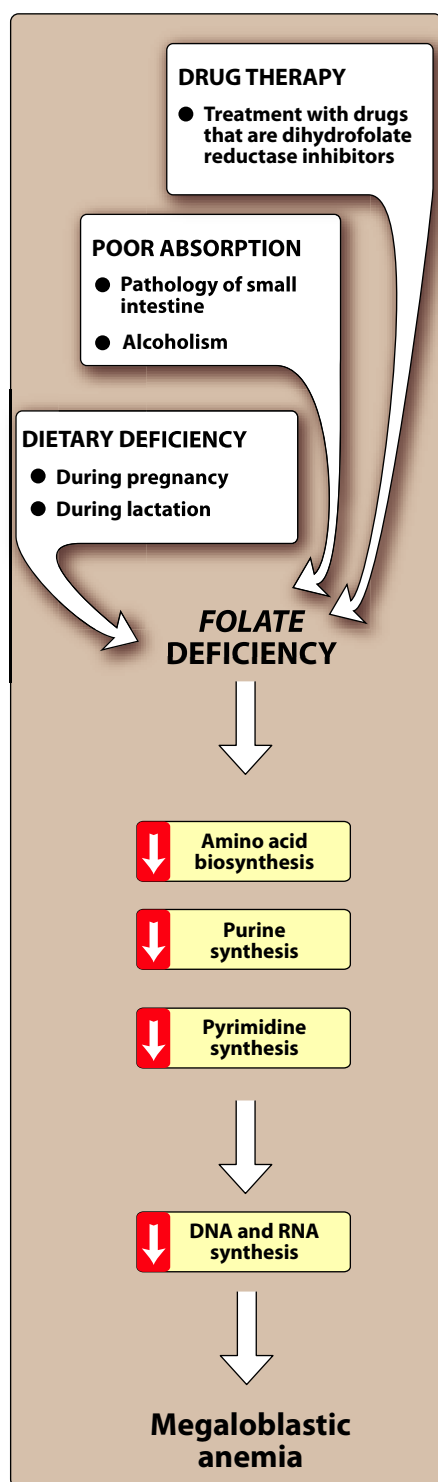 DRUG THERAPY
● Treatment with drugs
that are dihydrofolate
reductase inhibitors
POOR ABSORPTION
● Pathology of small
intestine
● Alcoholism
DIETARY DEFICIENCY
● During pregnancy
● During lactation
FOLATE
DEFICIENCY
Amino acid
biosynthesis
Purine
synthesis
Pyrimidine
synthesis
DNA and RNA
synthesis
Megaloblastic
anemia